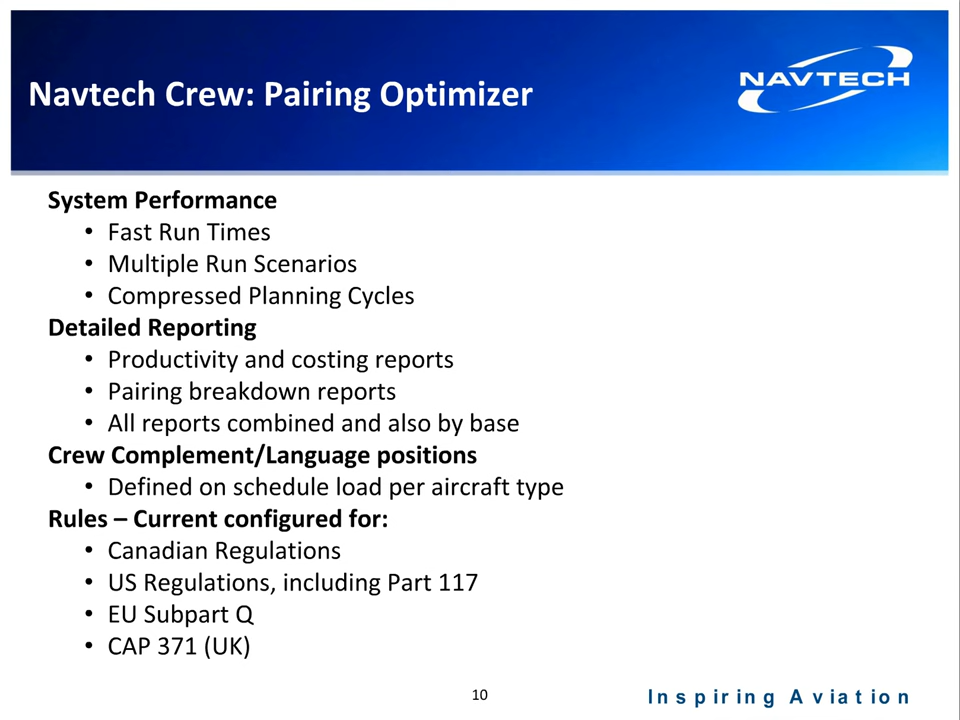 Navtech Crew: Pairing Optimizer
NAVTECH
System Performance
• Fast Run Times
• Multiple Run Scenarios
• Compressed Planning Cycles
Detailed Reporting
• Productivity and costing reports
• Pairing breakdown reports
• All reports combined and also by base
Crew Complement/Language positions
• Defined on schedule load per aircraft type
Rules – Current configured for:
• Canadian Regulations
• US Regulations, including Part 117
• EU Subpart Q
• CAP 371 (UK)
10
Inspiring Aviation